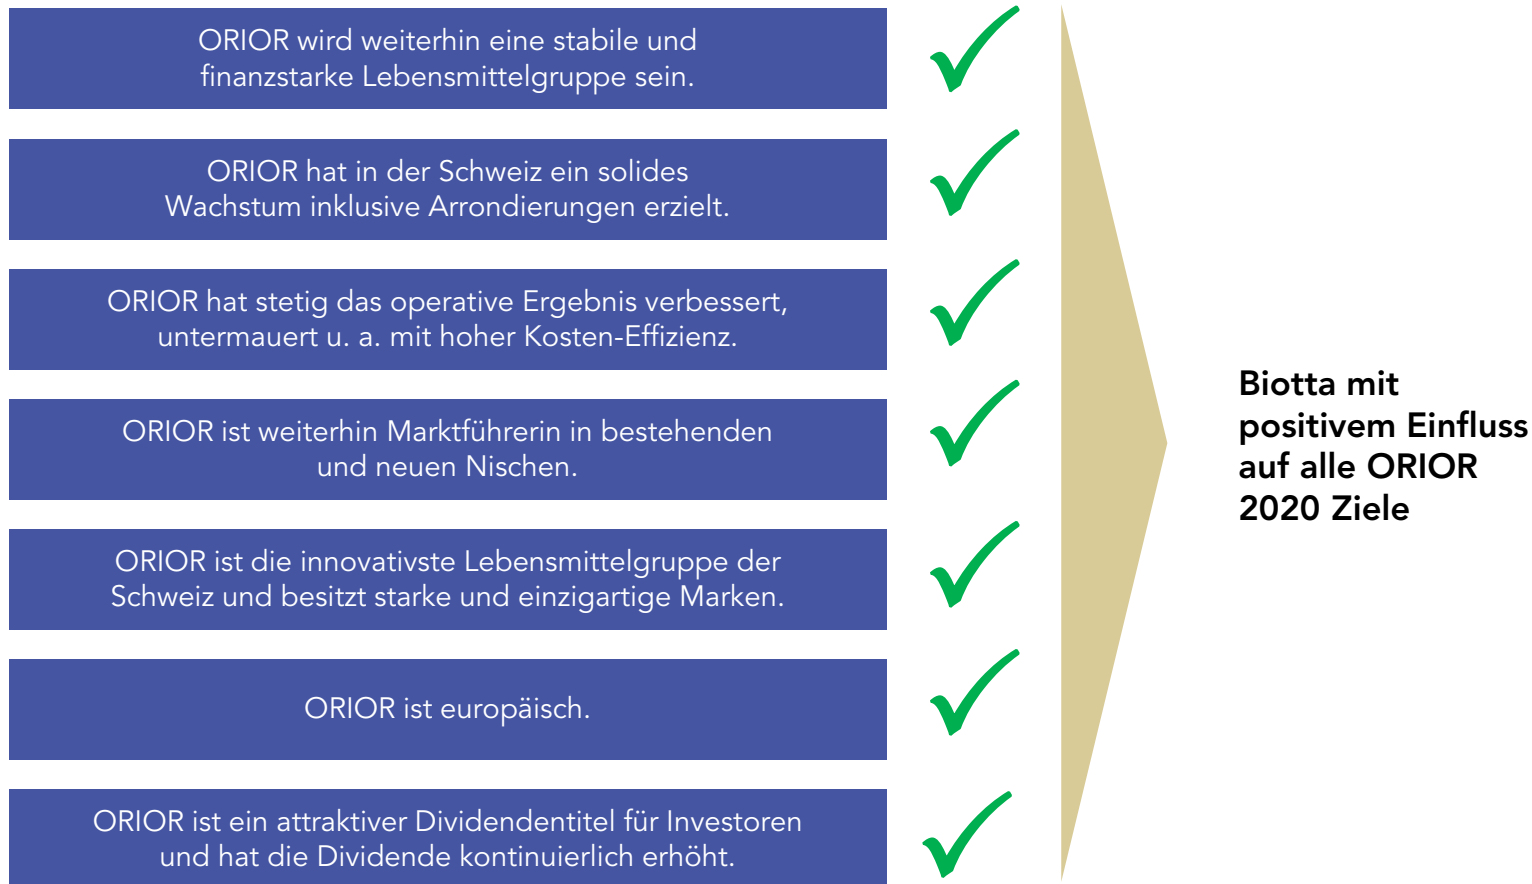 ORIOR wird weiterhin eine stabile und
finanzstarke Lebensmittelgruppe sein.
ORIOR hat in der Schweiz ein solides
Wachstum inklusive Arrondierungen erzielt.
ORIOR hat stetig das operative Ergebnis verbessert,
untermauert u. a. mit hoher Kosten-Effizienz.
ORIOR ist weiterhin Marktführerin in bestehenden
und neuen Nischen.
ORIOR ist die innovativste Lebensmittelgruppe der
Schweiz und besitzt starke und einzigartige Marken.
ORIOR ist europäisch.
ORIOR ist ein attraktiver Dividendentitel für Investoren
und hat die Dividende kontinuierlich erhöht.
Biotta mit
positivem Einfluss
auf alle ORIOR
2020 Ziele